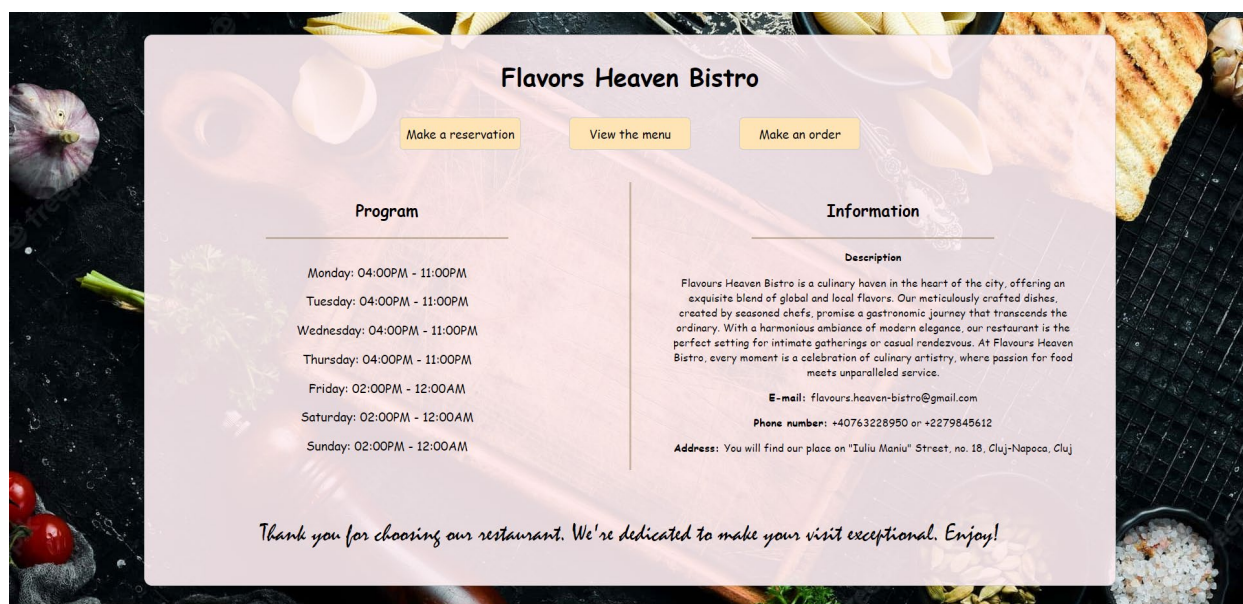 Flavors Heaven Bistro
Make a reservation
View the menu
Make an order
Program
Monday: 04:00PM - 11:00PM
Tuesday: 04:00PM - 11:00PM
Wednesday: 04:00PM - 11:00PM
Thursday: 04:00PM - 11:00PM
Friday: 02:00PM - 12:00AM
Saturday: 02:00PM - 12:00AM
Sunday: 02:00PM - 12:00AM
Information
Description
Flavours Heaven Bistro is a culinary haven in the heart of the city, offering an
exquisite blend of global and local flavors. Our meticulously crafted dishes,
created by seasoned chefs, promise a gastronomic journey that transcends the
ordinary. With a harmonious ambiance of modern elegance, our restaurant is the
perfect setting for intimate gatherings or casual rendezvous. At Flavours Heaven
Bistro, every moment is a celebration of culinary artistry, where passion for food
meets unparalleled service.
E-mail: flavours.heaven-bistro@gmail.com
Phone number: +40763228950 or +2279845612
Address: You will find our place on "Iuliu Maniu" Street, no. 18, Cluj-Napoca, Cluj
Thank you for choosing our restaurant. We're dedicated to make your visit exceptional. Enjoy!